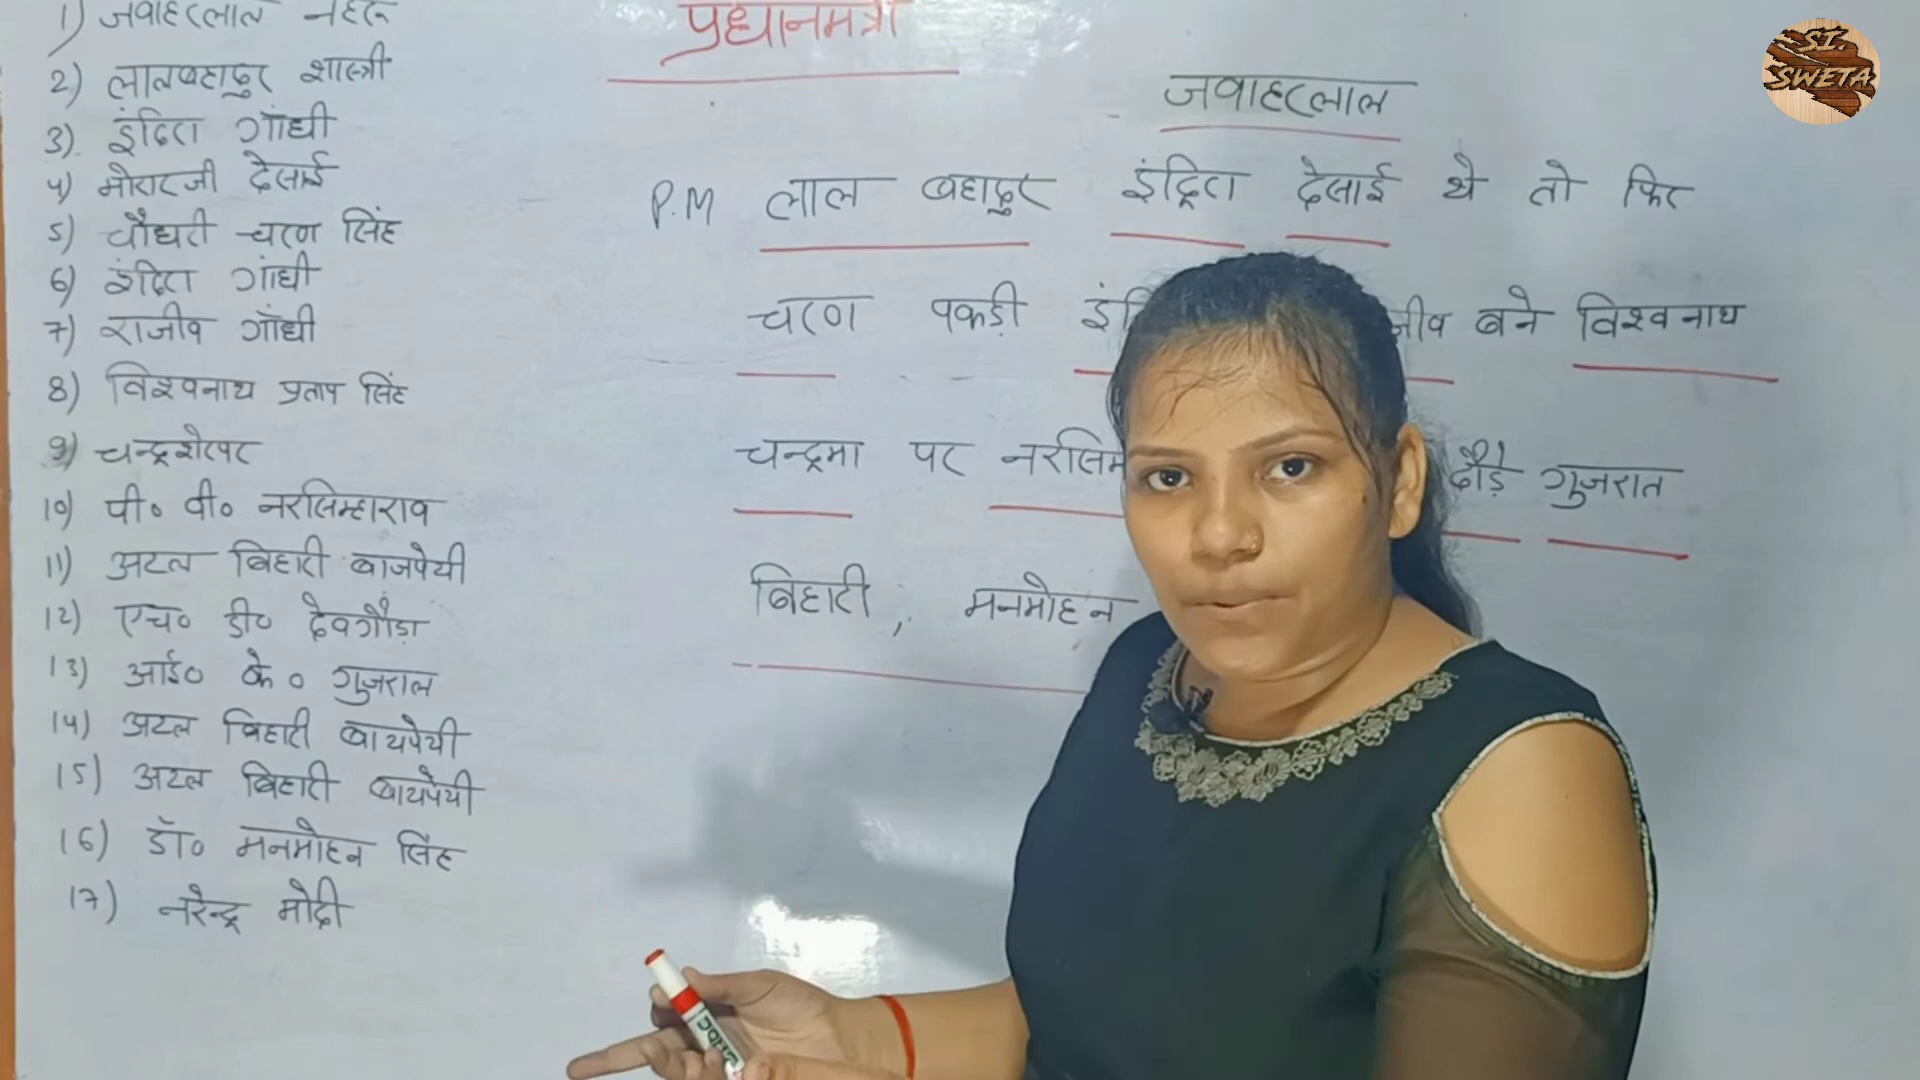 1) जवाहरलाल नेहरू
2) लालबहादुर शास्त्री
3) इंदिरा गाँधी
4) मोरारजी देसाई
5) चौधरी चरण सिंह
6) इंदिरा गांधी
7) राजीव गाँधी
8) विश्वनाथ प्रताप सिंह
9) चन्द्रशेखर
10) पी० वी० नरसिम्हाराव
11) अटल बिहारी बाजपेयी
12) एच० डी० देवगौड़ा
13) आई० के० गुजराल
14) अटल बिहारी बायपेयी
15) अटल बिहारी बायपेयी
16) डॉ० मनमोहन सिंह
17) नरेन्द्र मोदी
प्रधानमंत्री
जवाहरलाल
P.M लाल बहादुर इंद्रिरा देसाई थे तो फिर
चरण पकड़ी बने विश्वनाथ
चन्द्रमा पर दौड़े गुजरात
बिहारी, मनमोहन
SI.
SWETA